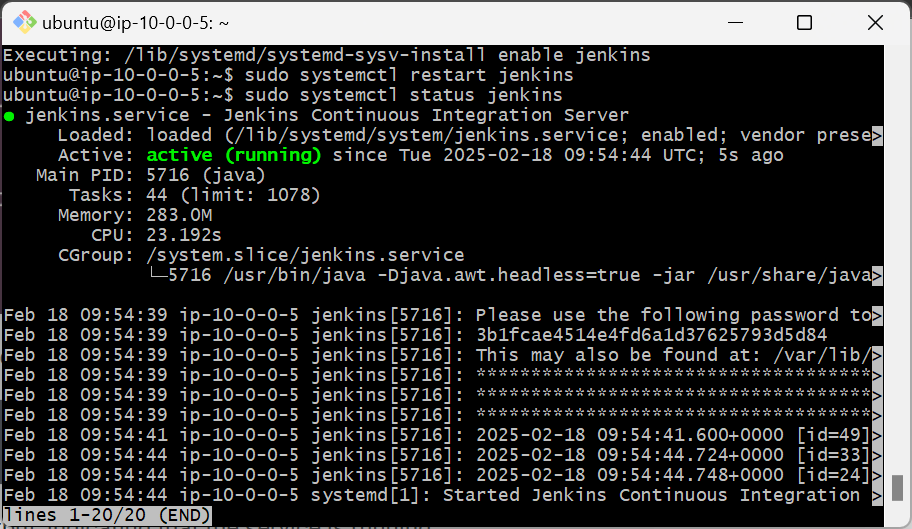 ubuntu@ip-10-0-0-5: ~
Executing: /lib/systemd/systemd-sysv-install enable jenkins
ubuntu@ip-10-0-0-5:~$ sudo systemctl restart jenkins
ubuntu@ip-10-0-0-5:~$ sudo systemctl status jenkins
● jenkins.service - Jenkins Continuous Integration Server
     Loaded: loaded (/lib/systemd/system/jenkins.service; enabled; vendor prese>
     Active: active (running) since Tue 2025-02-18 09:54:44 UTC; 5s ago
   Main PID: 5716 (java)
      Tasks: 44 (limit: 1078)
     Memory: 283.0M
        CPU: 23.192s
     CGroup: /system.slice/jenkins.service
             └─5716 /usr/bin/java -Djava.awt.headless=true -jar /usr/share/java>
Feb 18 09:54:39 ip-10-0-0-5 jenkins[5716]: Please use the following password to>
Feb 18 09:54:39 ip-10-0-0-5 jenkins[5716]: 3b1fcae4514e4fd6a1d37625793d5d84
Feb 18 09:54:39 ip-10-0-0-5 jenkins[5716]: This may also be found at: /var/lib/>
Feb 18 09:54:39 ip-10-0-0-5 jenkins[5716]: ************************************>
Feb 18 09:54:39 ip-10-0-0-5 jenkins[5716]: ************************************>
Feb 18 09:54:39 ip-10-0-0-5 jenkins[5716]: ************************************>
Feb 18 09:54:41 ip-10-0-0-5 jenkins[5716]: 2025-02-18 09:54:41.600+0000 [id=49]>
Feb 18 09:54:44 ip-10-0-0-5 jenkins[5716]: 2025-02-18 09:54:44.724+0000 [id=33]>
Feb 18 09:54:44 ip-10-0-0-5 jenkins[5716]: 2025-02-18 09:54:44.748+0000 [id=24]>
Feb 18 09:54:44 ip-10-0-0-5 systemd[1]: Started Jenkins Continuous Integration >
lines 1-20/20 (END)